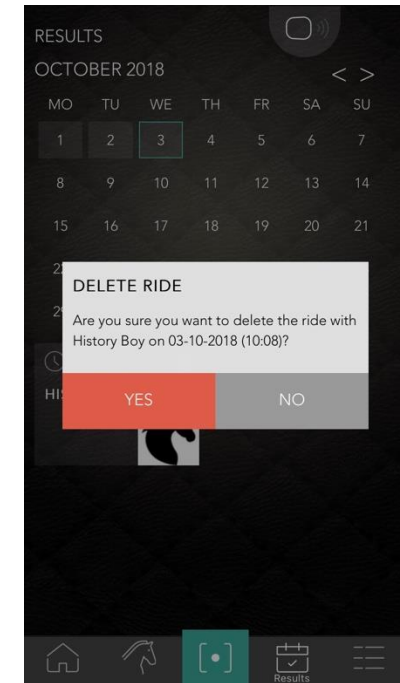 RESULTS
OCTOBER 2018
< >
MO TU WE TH FR SA SU
1 2 3 4 5 6 7
8 9 10 11 12 13 14
15 16 17 18 19 20 21
DELETE RIDE
Are you sure you want to delete the ride with
History Boy on 03-10-2018 (10:08)?
YES NO
Results